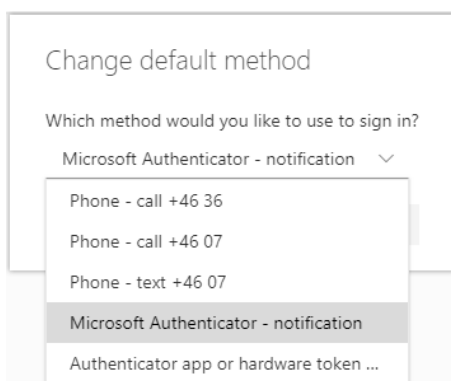 Change default method
Which method would you like to use to sign in?
Microsoft Authenticator - notification
Phone - call +46 36
Phone - call +46 07
Phone - text +46 07
Microsoft Authenticator - notification
Authenticator app or hardware token ...